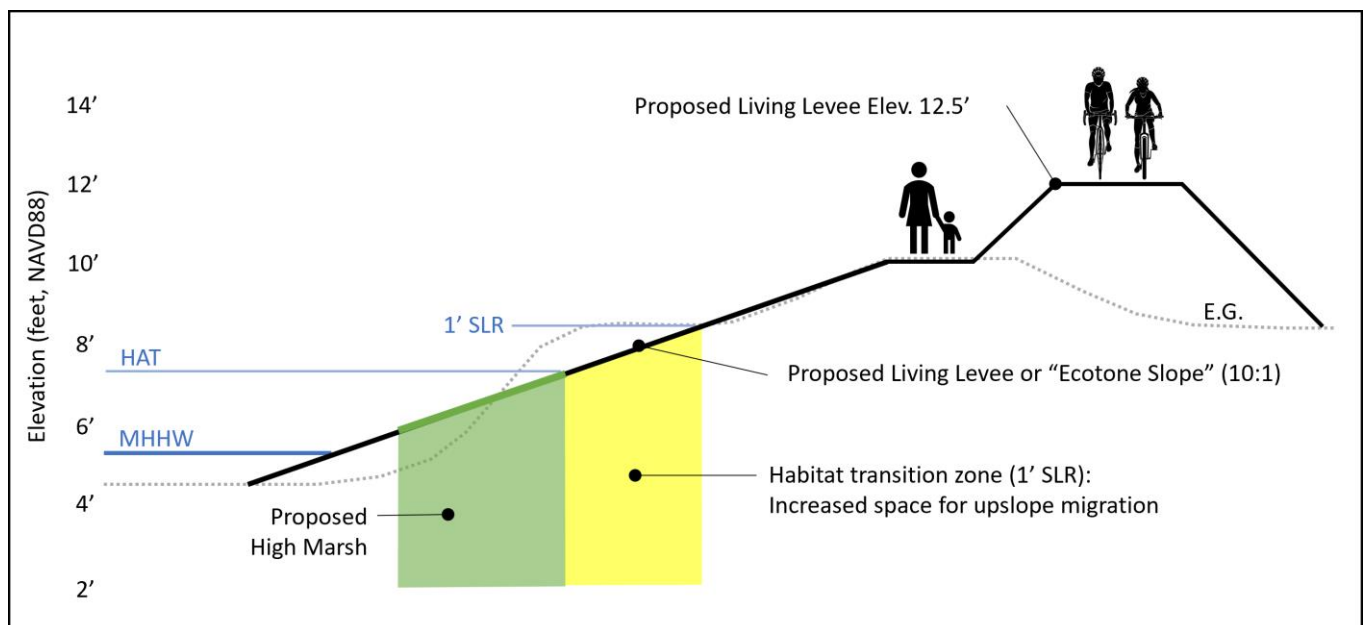 14’
Proposed Living Levee Elev. 12.5’
12’
10’
Elevation (feet, NAVD88)
1’ SLR
E.G.
8’
HAT
Proposed Living Levee or “Ecotone Slope” (10:1)
6’
MHHW
Habitat transition zone (1’ SLR):
Increased space for upslope migration
4’
Proposed
High Marsh
2’